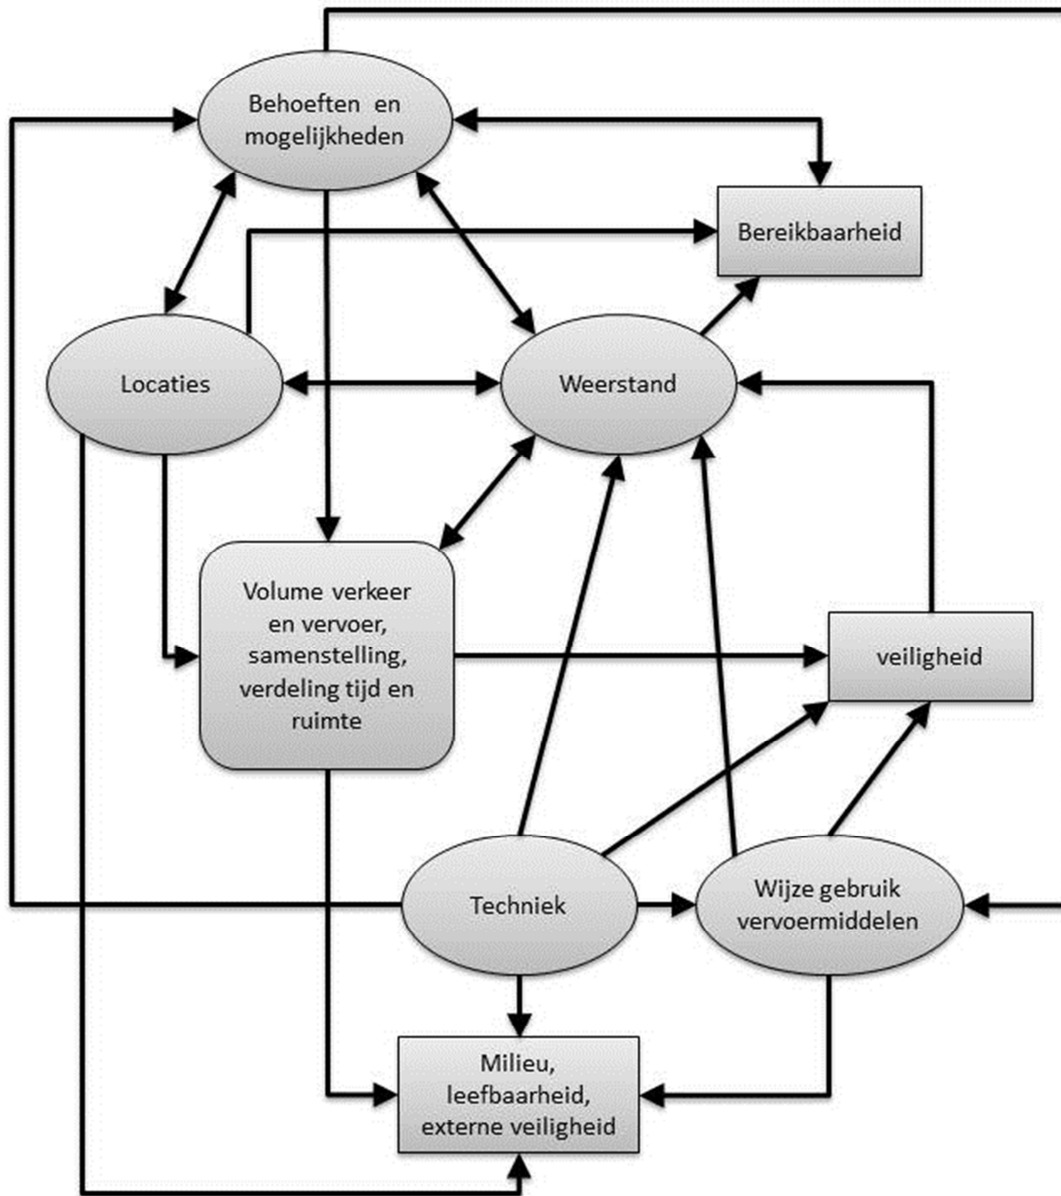 Behoeften en
mogelijkheden
Bereikbaarheid
Locaties
Weerstand
Volume verkeer
en vervoer,
samenstelling,
verdeling tijd en
ruimte
veiligheid
Techniek
Wijze gebruik
vervoermiddelen
Milieu,
leefbaarheid,
externe veiligheid